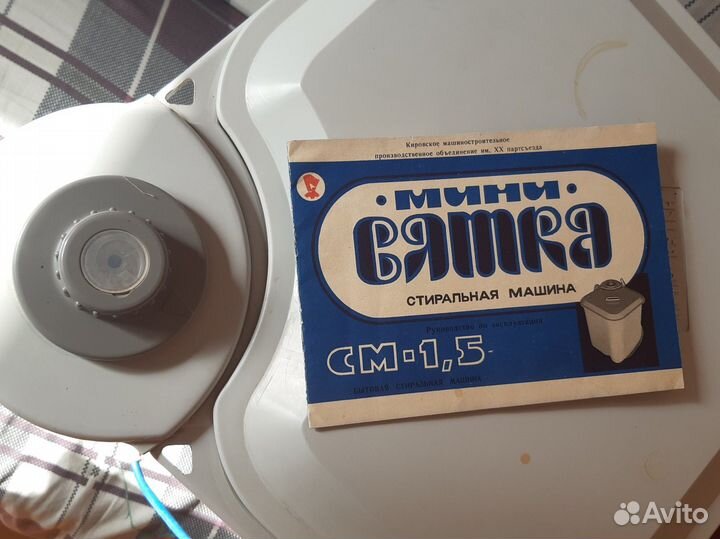 Кировское машиностроительное
производственное объединение им. XX партсъезда
мини
вятка
СТИРАЛЬНАЯ МАШИНА
Руководство по эксплуатации
СМ-1,5
БЫТОВАЯ СТИРАЛЬНАЯ МАШИНА
Avito